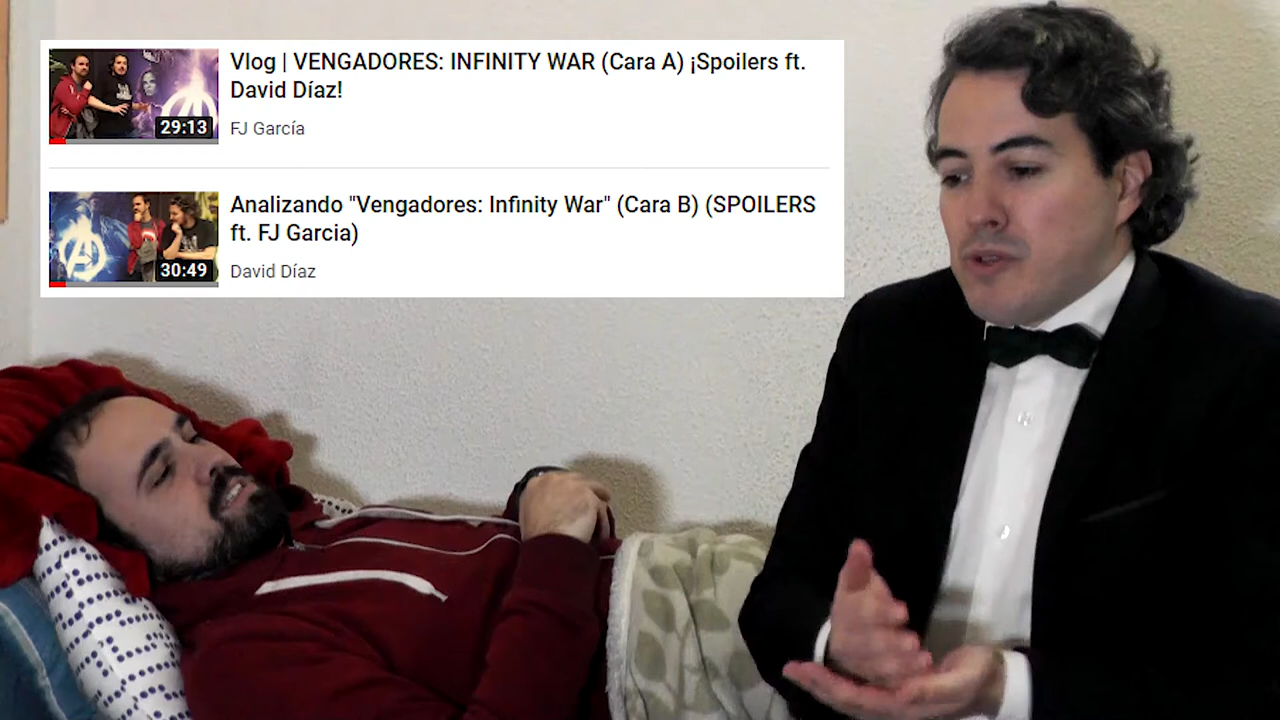 Vlog | VENGADORES: INFINITY WAR (Cara A) ¡Spoilers ft.
David Díaz!
29:13
FJ García
Analizando "Vengadores: Infinity War" (Cara B) (SPOILERS
ft. FJ Garcia)
30:49
David Díaz